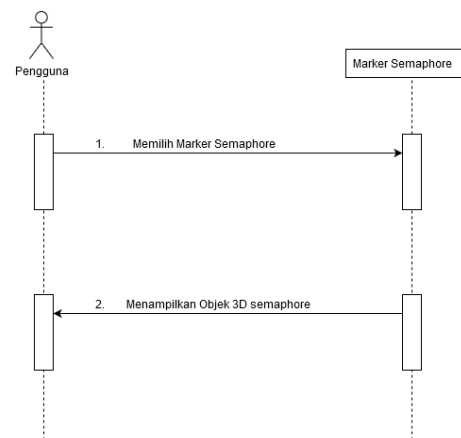 Pengguna
Marker Semaphore
1. Memilih Marker Semaphore
2. Menampilkan Objek 3D semaphore